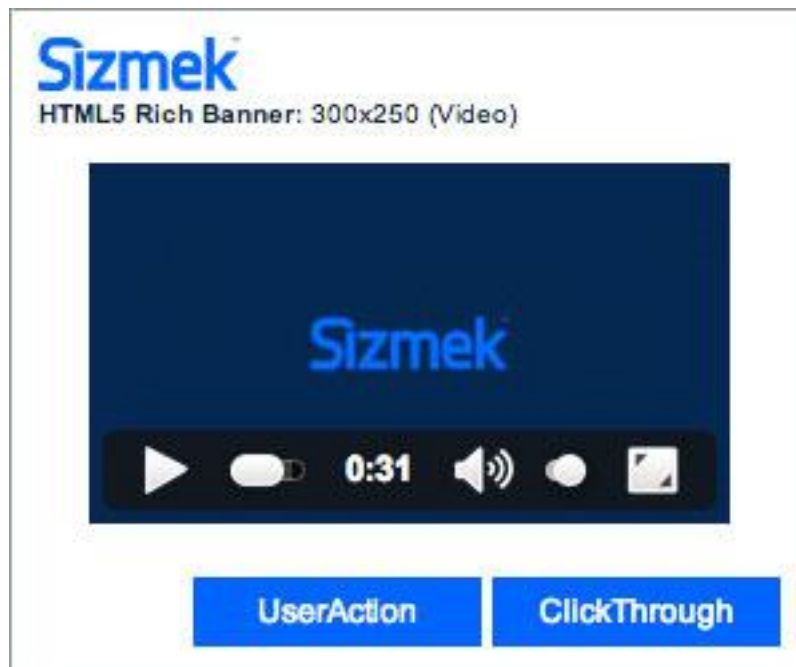 Sizmek
HTML5 Rich Banner: 300x250 (Video)
Sizmek
0:31
UserAction
ClickThrough